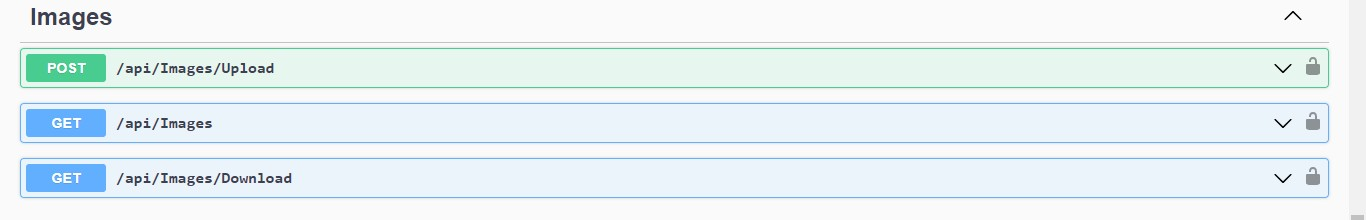 Images
POST /api/Images/Upload
GET /api/Images
GET /api/Images/Download